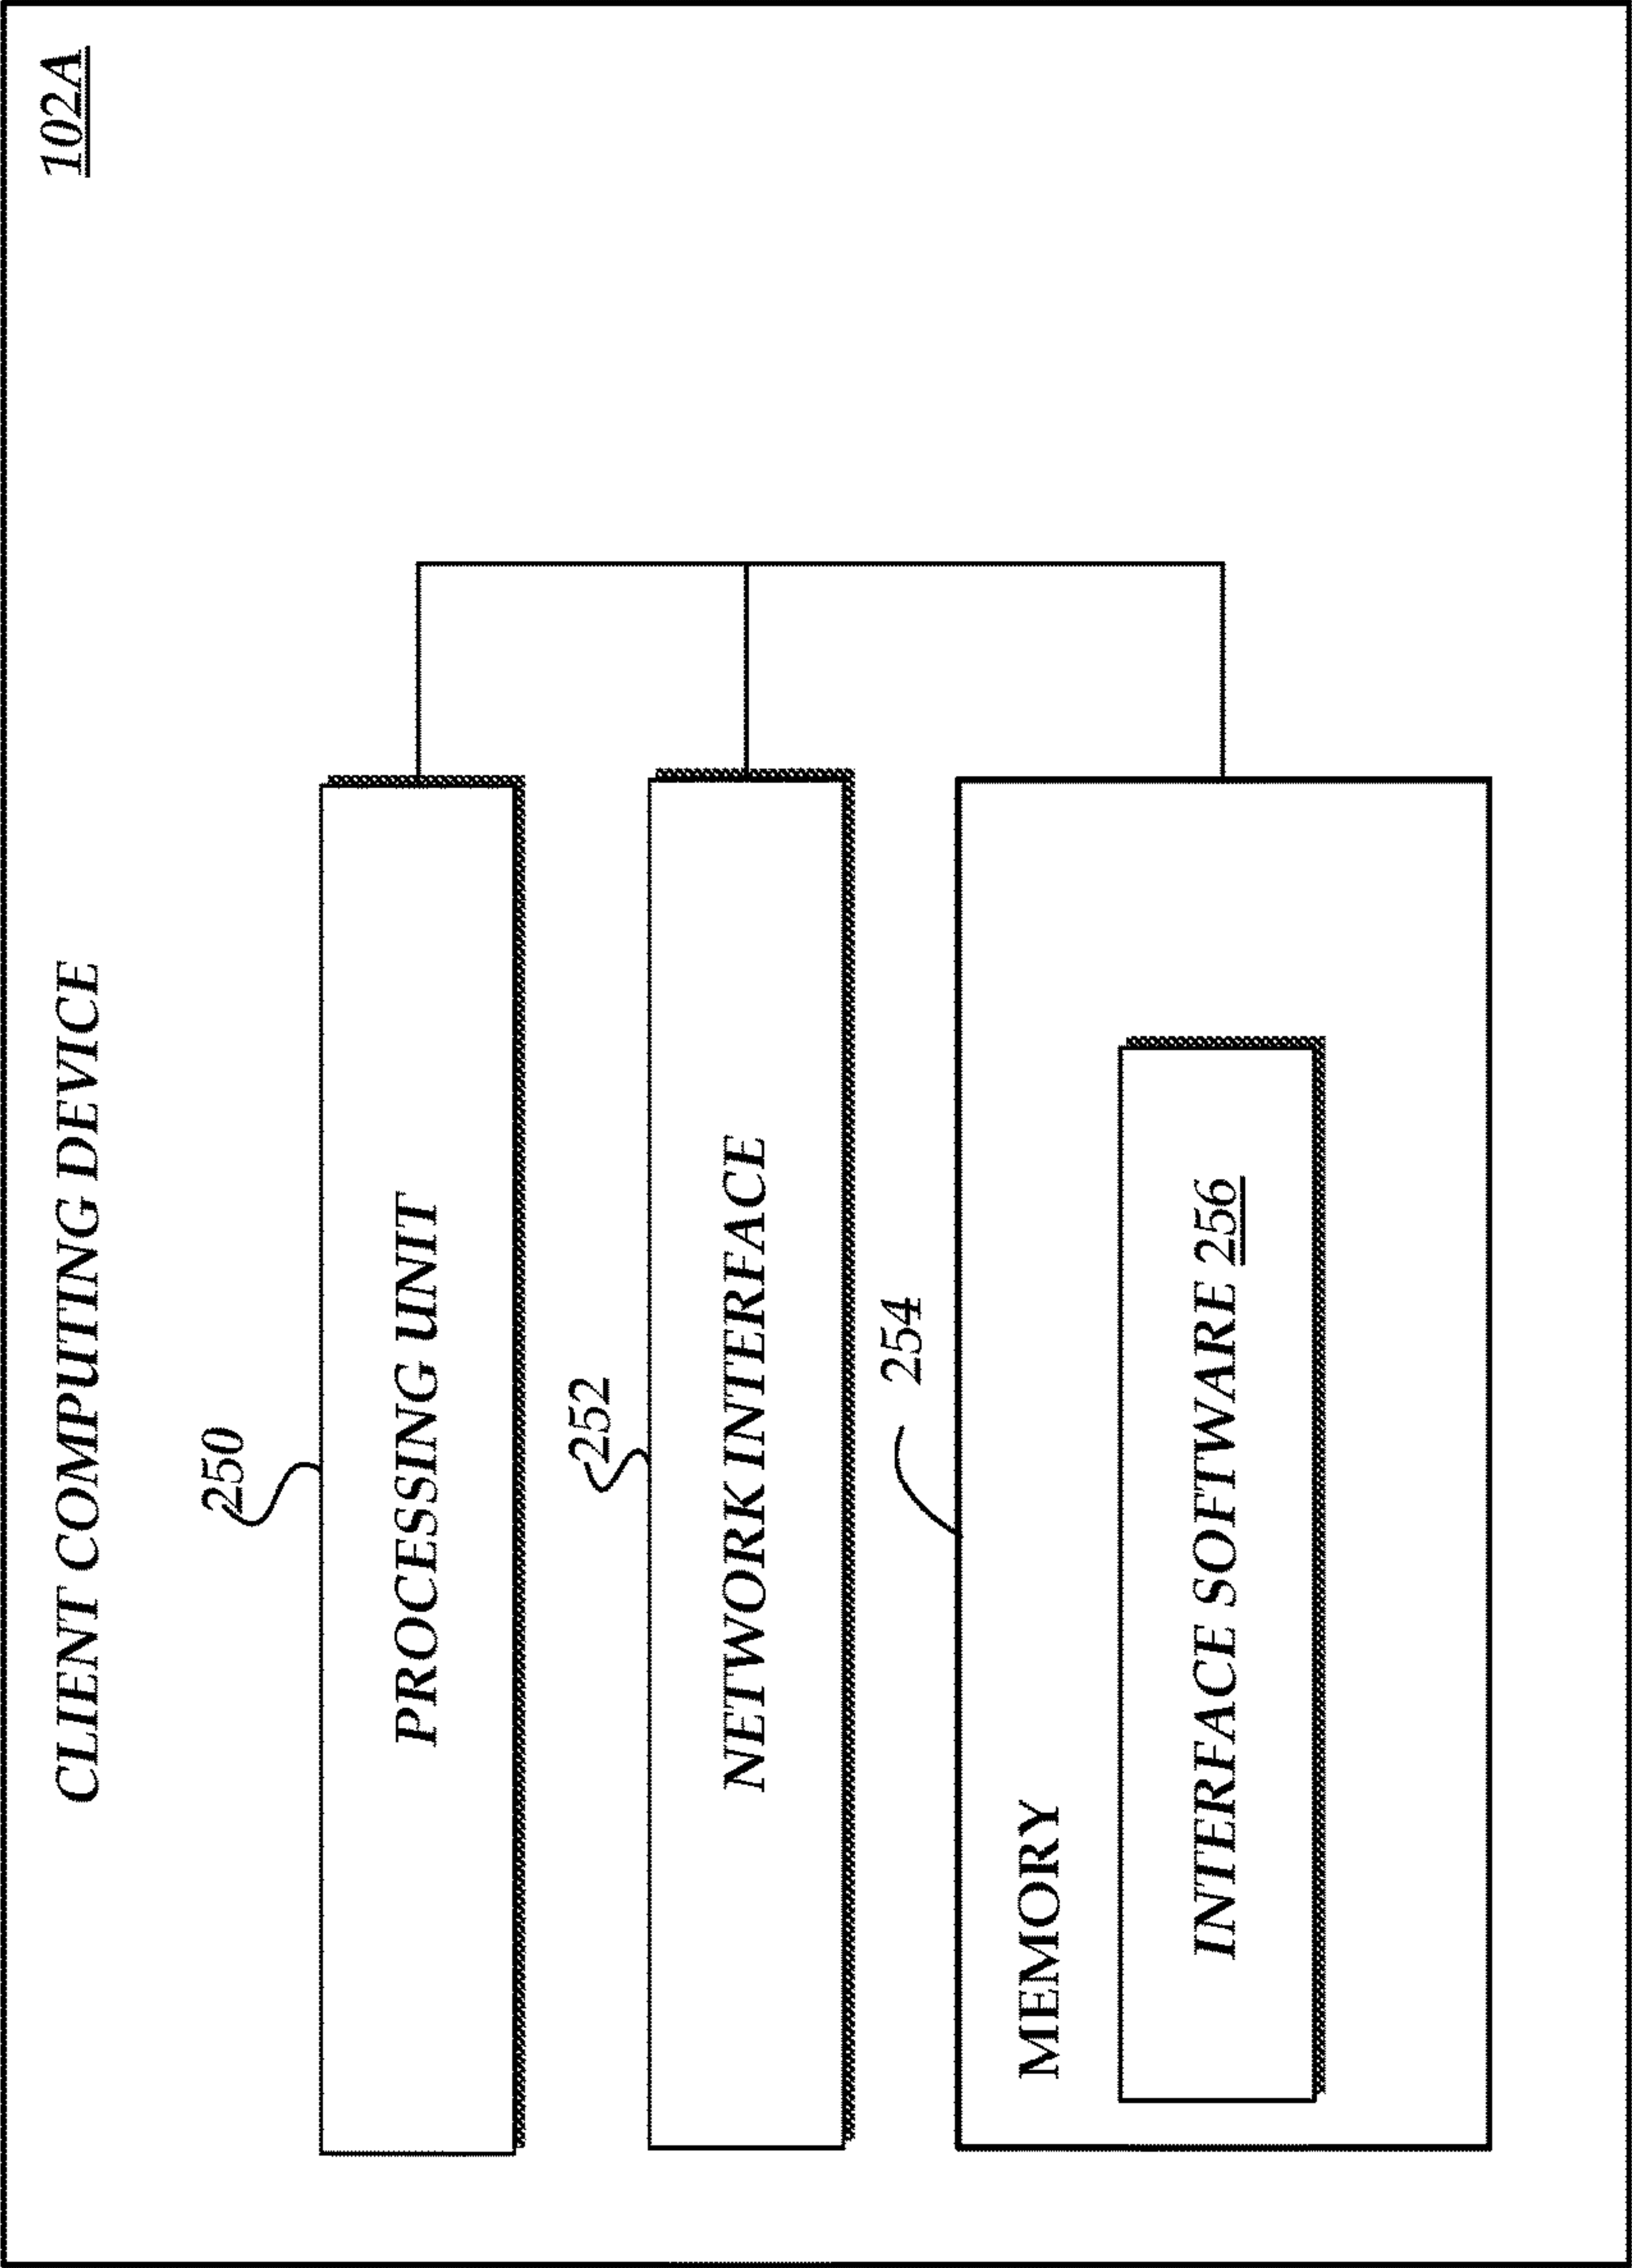 102A
CLIENT COMPUTING DEVICE
250
PROCESSING UNIT
252
NETWORK INTERFACE
254
MEMORY
INTERFACE SOFTWARE 256